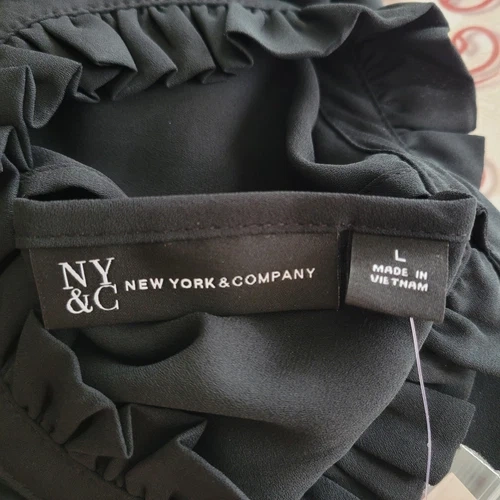 NY
&C
NEW YORK & COMPANY
L
MADE IN
VIETNAM